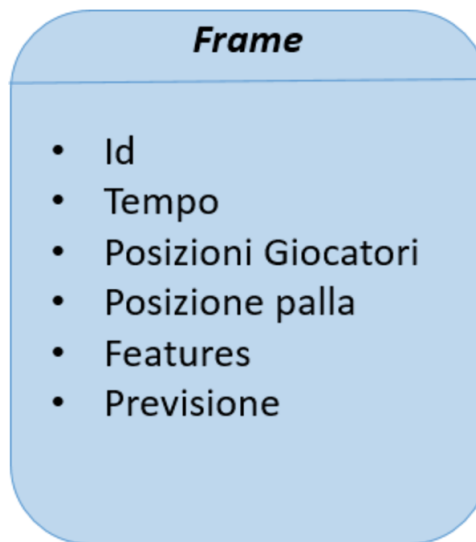 Frame
• Id
• Tempo
• Posizioni Giocatori
• Posizione palla
• Features
• Previsione